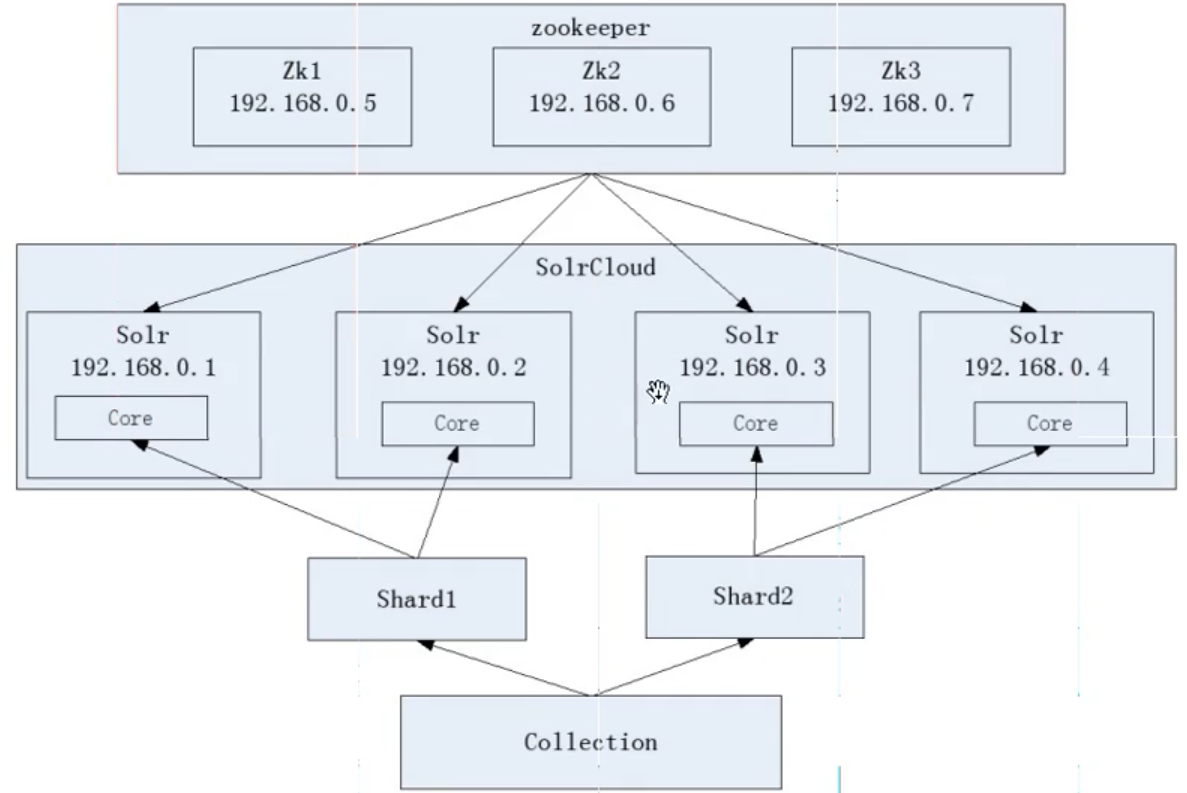 zookeeper
Zk1
192.168.0.5
Zk2
192.168.0.6
Zk3
192.168.0.7
SolrCloud
Solr
192.168.0.1
Core
Solr
192.168.0.2
Core
Solr
192.168.0.3
Core
Solr
192.168.0.4
Core
Shard1
Shard2
Collection